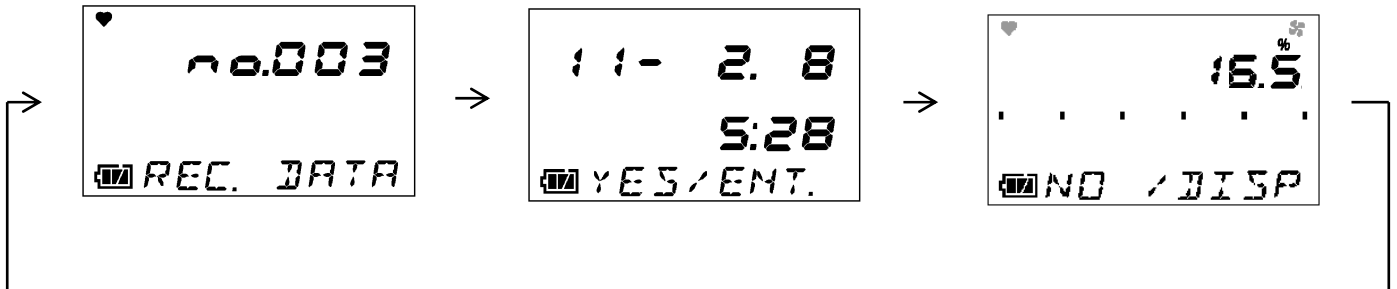 no.003
REC. DATA
11- 2. 8
5:28
YES/ENT.
%
16.5
NO /DISP